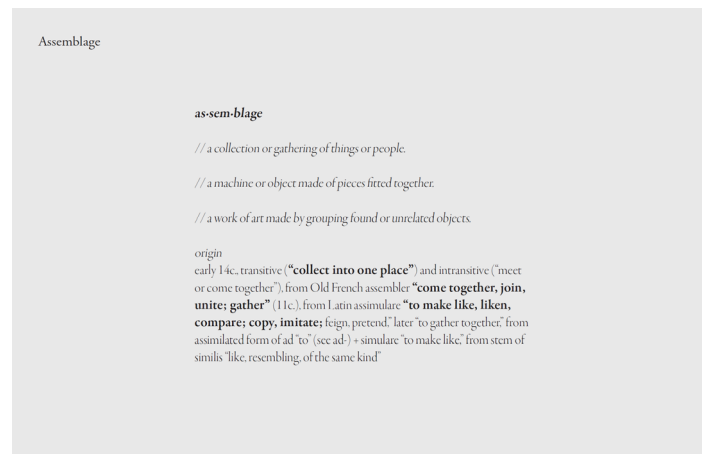 Assemblage
as·sem·blage
// a collection or gathering of things or people.
// a machine or object made of pieces fitted together.
// a work of art made by grouping found or unrelated objects.
origin
early 14c., transitive (“collect into one place”) and intransitive (“meet
or come together”), from Old French assembler “come together, join,
unite; gather” (11c.), from Latin assimulare “to make like, liken,
compare; copy, imitate; feign, pretend,” later “to gather together,” from
assimilated form of ad “to” (see ad-) + simulare “to make like,” from stem of
similis “like, resembling, of the same kind”